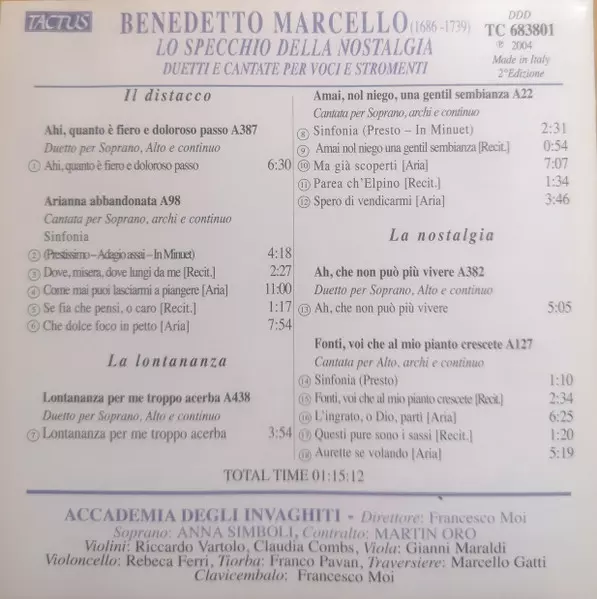 TACTUS
BENEDETTO MARCELLO (1686 -1739)
LO SPECCHIO DELLA NOSTALGIA
DUETTI E CANTATE PER VOCI E STROMENTI
DDD
TC 683801
℗ 2004
Made in Italy
2ªEdizione
Il distacco
Ahi, quanto è fiero e doloroso passo A387
Duetto per Soprano, Alto e continuo
1 Ahi, quanto è fiero e doloroso passo 6:30
Arianna abbandonata A98
Cantata per Soprano, archi e continuo
Sinfonia
2 (Prestissimo – Adagio assai – In Minuet) 4:18
3 Dove, misera, dove lungi da me [Recit.] 2:27
4 Come mai puoi lasciarmi a piangere [Aria] 11:00
5 Se fia che pensi, o caro [Recit.] 1:17
6 Che dolce foco in petto [Aria] 7:54
La lontananza
Lontananza per me troppo acerba A438
Duetto per Soprano, Alto e continuo
7 Lontananza per me troppo acerba 3:54
Amai, nol niego, una gentil sembianza A22
Cantata per Soprano, archi e continuo
8 Sinfonia (Presto – In Minuet) 2:31
9 Amai nol niego una gentil sembianza [Recit.] 0:54
10 Ma già scoperti [Aria] 7:07
11 Parea ch'Elpino [Recit.] 1:34
12 Spero di vendicarmi [Aria] 3:46
La nostalgia
Ah, che non può più vivere A382
Duetto per Soprano, Alto e continuo
13 Ah, che non può più vivere 5:05
Fonti, voi che al mio pianto crescete A127
Cantata per Alto, archi e continuo
14 Sinfonia (Presto) 1:10
15 Fonti, voi che al mio pianto crescete [Recit.] 2:34
16 L'ingrato, o Dio, partì [Aria] 6:25
17 Questi pure sono i sassi [Recit.] 1:20
18 Aurette se volando [Aria] 5:19
TOTAL TIME 01:15:12
ACCADEMIA DEGLI INVAGHITI - Direttore: Francesco Moi
Soprano: ANNA SIMBOLI, Contralto: MARTIN ORO
Violini: Riccardo Vartolo, Claudia Combs, Viola: Gianni Maraldi
Violoncello: Rebeca Ferri, Tiorba: Franco Pavan, Traversiere: Marcello Gatti
Clavicembalo: Francesco Moi